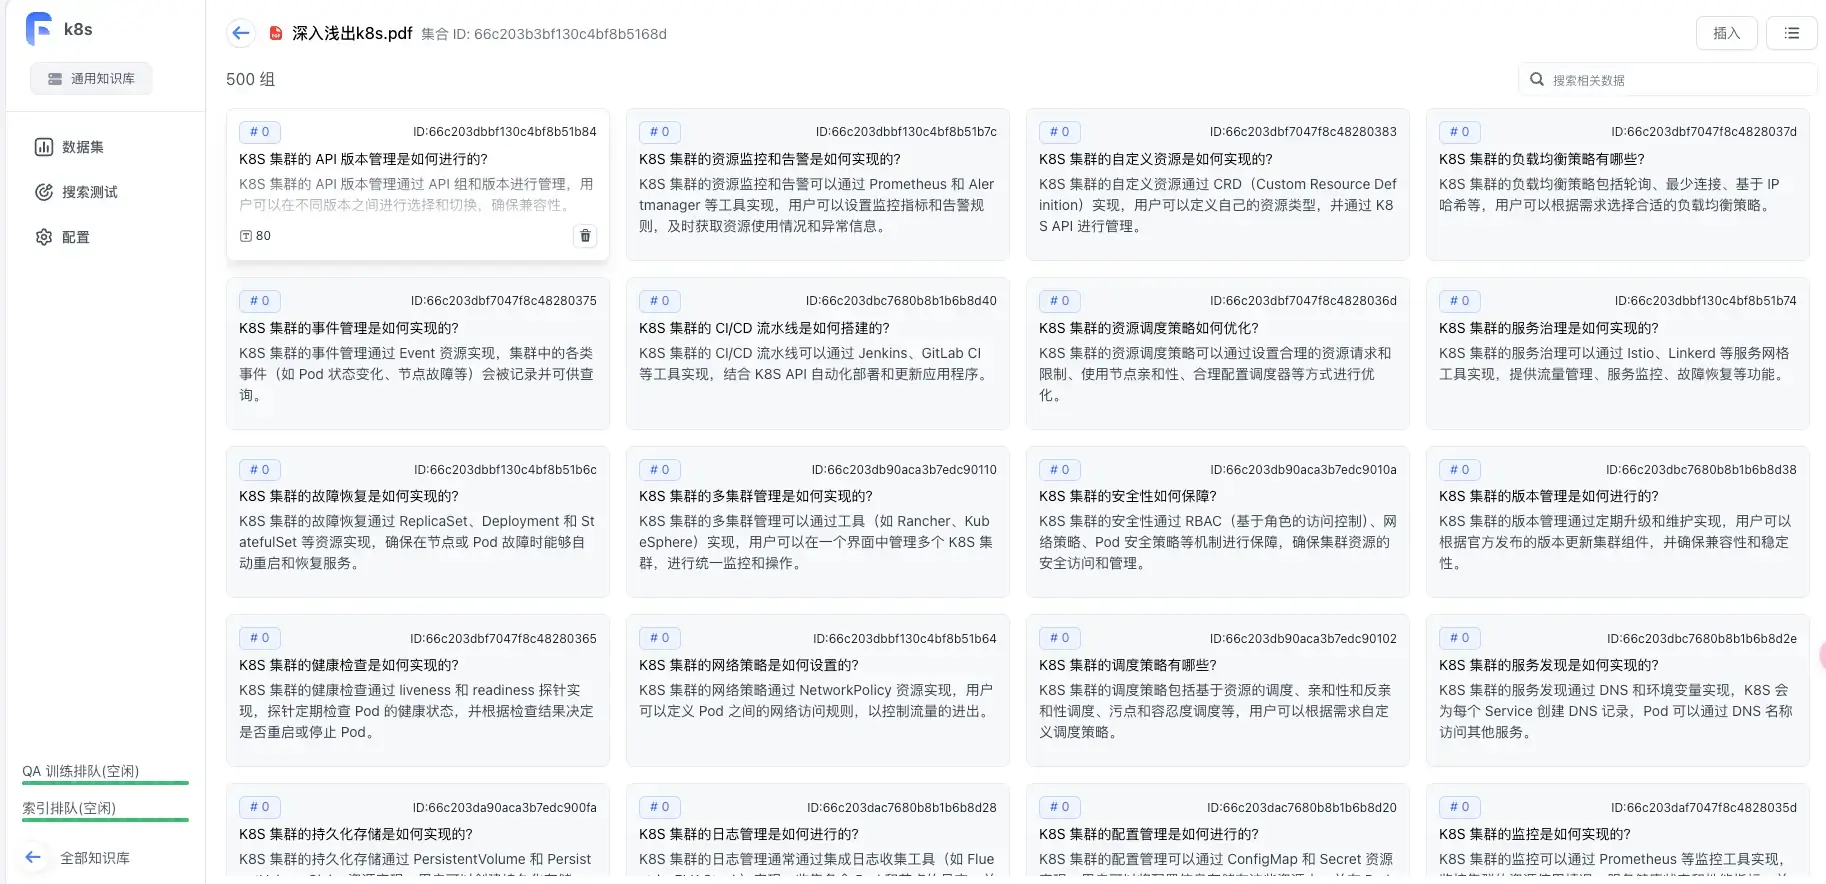 k8s
通用知识库
数据集
搜索测试
配置
QA 训练排队(空闲)
索引排队(空闲)
全部知识库
深入浅出k8s.pdf 集合 ID: 66c203b3bf130c4bf8b5168d
插入
500 组
搜索相关数据
# 0 ID:66c203dbbf130c4bf8b51b84
K8S 集群的 API 版本管理是如何进行的?
K8S 集群的 API 版本管理通过 API 组和版本进行管理，用
户可以在不同版本之间进行选择和切换，确保兼容性。
80
# 0 ID:66c203dbbf130c4bf8b51b7c
K8S 集群的资源监控和告警是如何实现的?
K8S 集群的资源监控和告警可以通过 Prometheus 和 Aler
tmanager 等工具实现，用户可以设置监控指标和告警规
则，及时获取资源使用情况和异常信息。
# 0 ID:66c203dbf7047f8c48280383
K8S 集群的自定义资源是如何实现的?
K8S 集群的自定义资源通过 CRD（Custom Resource Def
inition）实现，用户可以定义自己的资源类型，并通过 K8
S API 进行管理。
# 0 ID:66c203dbf7047f8c4828037d
K8S 集群的负载均衡策略有哪些?
K8S 集群的负载均衡策略包括轮询、最少连接、基于 IP
哈希等，用户可以根据需求选择合适的负载均衡策略。
# 0 ID:66c203dbf7047f8c48280375
K8S 集群的事件管理是如何实现的?
K8S 集群的事件管理通过 Event 资源实现，集群中的各类
事件（如 Pod 状态变化、节点故障等）会被记录并可供查
询。
# 0 ID:66c203dbc7680b8b1b6b8d40
K8S 集群的 CI/CD 流水线是如何搭建的?
K8S 集群的 CI/CD 流水线可以通过 Jenkins、GitLab CI
等工具实现，结合 K8S API 自动化部署和更新应用程序。
# 0 ID:66c203dbf7047f8c4828036d
K8S 集群的资源调度策略如何优化?
K8S 集群的资源调度策略可以通过设置合理的资源请求和
限制、使用节点亲和性、合理配置调度器等方式进行优
化。
# 0 ID:66c203dbbf130c4bf8b51b74
K8S 集群的服务治理是如何实现的?
K8S 集群的服务治理可以通过 Istio、Linkerd 等服务网格
工具实现，提供流量管理、服务监控、故障恢复等功能。
# 0 ID:66c203dbbf130c4bf8b51b6c
K8S 集群的故障恢复是如何实现的?
K8S 集群的故障恢复通过 ReplicaSet、Deployment 和 St
atefulSet 等资源实现，确保在节点或 Pod 故障时能够自
动重启和恢复服务。
# 0 ID:66c203db90aca3b7edc90110
K8S 集群的多集群管理是如何实现的?
K8S 集群的多集群管理可以通过工具（如 Rancher、Kub
eSphere）实现，用户可以在一个界面中管理多个 K8S 集
群，进行统一监控和操作。
# 0 ID:66c203db90aca3b7edc9010a
K8S 集群的安全性如何保障?
K8S 集群的安全性通过 RBAC（基于角色的访问控制）、网
络策略、Pod 安全策略等机制进行保障，确保集群资源的
安全访问和管理。
# 0 ID:66c203dbc7680b8b1b6b8d38
K8S 集群的版本管理是如何进行的?
K8S 集群的版本管理通过定期升级和维护实现，用户可以
根据官方发布的版本更新集群组件，并确保兼容性和稳定
性。
# 0 ID:66c203dbf7047f8c48280365
K8S 集群的健康检查是如何实现的?
K8S 集群的健康检查通过 liveness 和 readiness 探针实
现，探针定期检查 Pod 的健康状态，并根据检查结果决定
是否重启或停止 Pod。
# 0 ID:66c203dbbf130c4bf8b51b64
K8S 集群的网络策略是如何设置的?
K8S 集群的网络策略通过 NetworkPolicy 资源实现，用户
可以定义 Pod 之间的网络访问规则，以控制流量的进出。
# 0 ID:66c203db90aca3b7edc90102
K8S 集群的调度策略有哪些?
K8S 集群的调度策略包括基于资源的调度、亲和性和反亲
和性调度、污点和容忍度调度等，用户可以根据需求自定
义调度策略。
# 0 ID:66c203dbc7680b8b1b6b8d2e
K8S 集群的服务发现是如何实现的?
K8S 集群的服务发现通过 DNS 和环境变量实现，K8S 会
为每个 Service 创建 DNS 记录，Pod 可以通过 DNS 名称
访问其他服务。
# 0 ID:66c203da90aca3b7edc900fa
K8S 集群的持久化存储是如何实现的?
K8S 集群的持久化存储通过 PersistentVolume 和 Persist
# 0 ID:66c203dac7680b8b1b6b8d28
K8S 集群的日志管理是如何进行的?
K8S 集群的日志管理通常通过集成日志收集工具（如 Flue
# 0 ID:66c203dac7680b8b1b6b8d20
K8S 集群的配置管理是如何进行的?
K8S 集群的配置管理可以通过 ConfigMap 和 Secret 资源
# 0 ID:66c203daf7047f8c4828035d
K8S 集群的监控是如何实现的?
K8S 集群的监控可以通过 Prometheus 等监控工具实现，